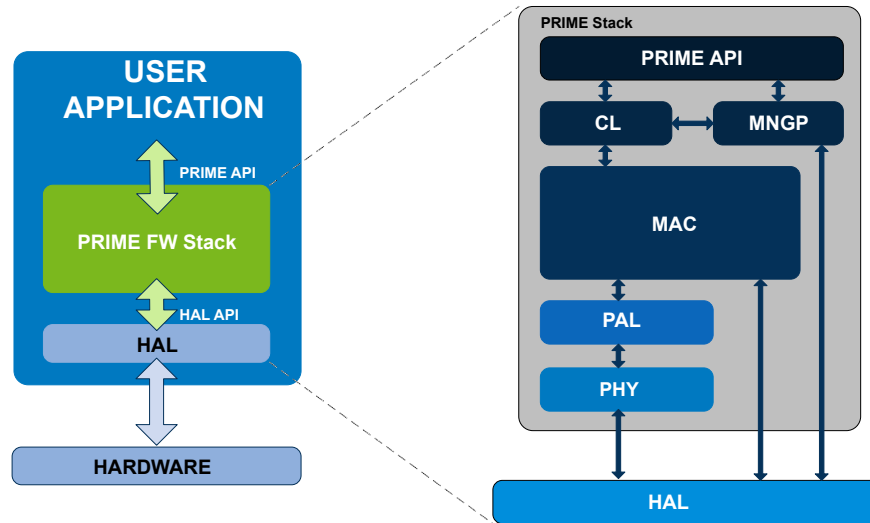 USER
APPLICATION
PRIME API
PRIME FW Stack
HAL API
HAL
HARDWARE
PRIME Stack
PRIME API
CL
MNGP
MAC
PAL
PHY
HAL